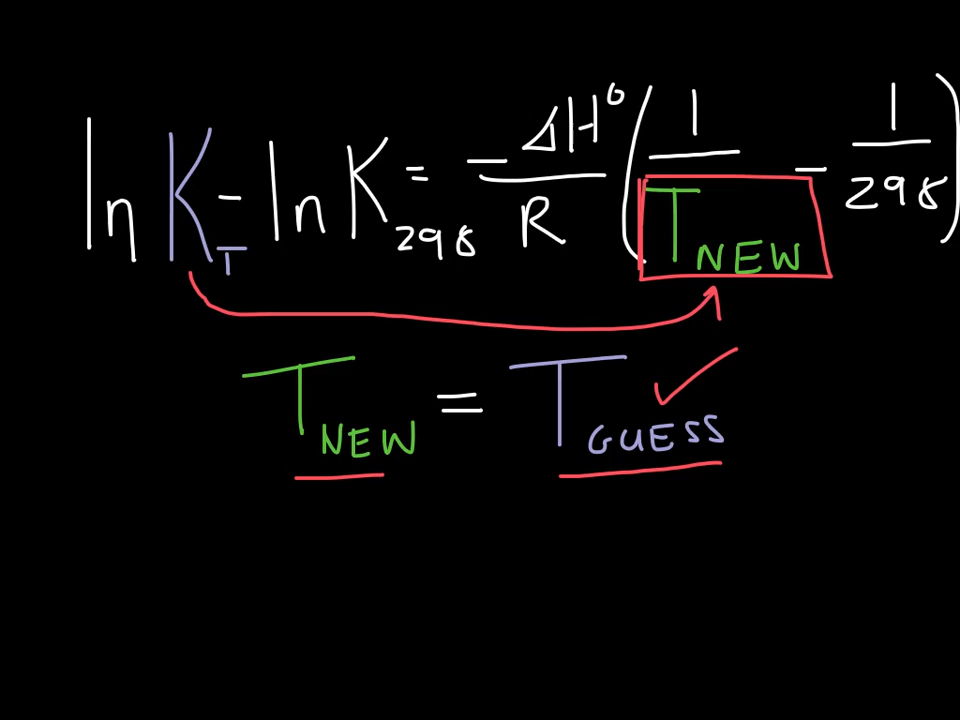 ln K_T - ln K_298 = -ΔH°/R (1/T_NEW - 1/298)
T_NEW = T_GUESS ✓